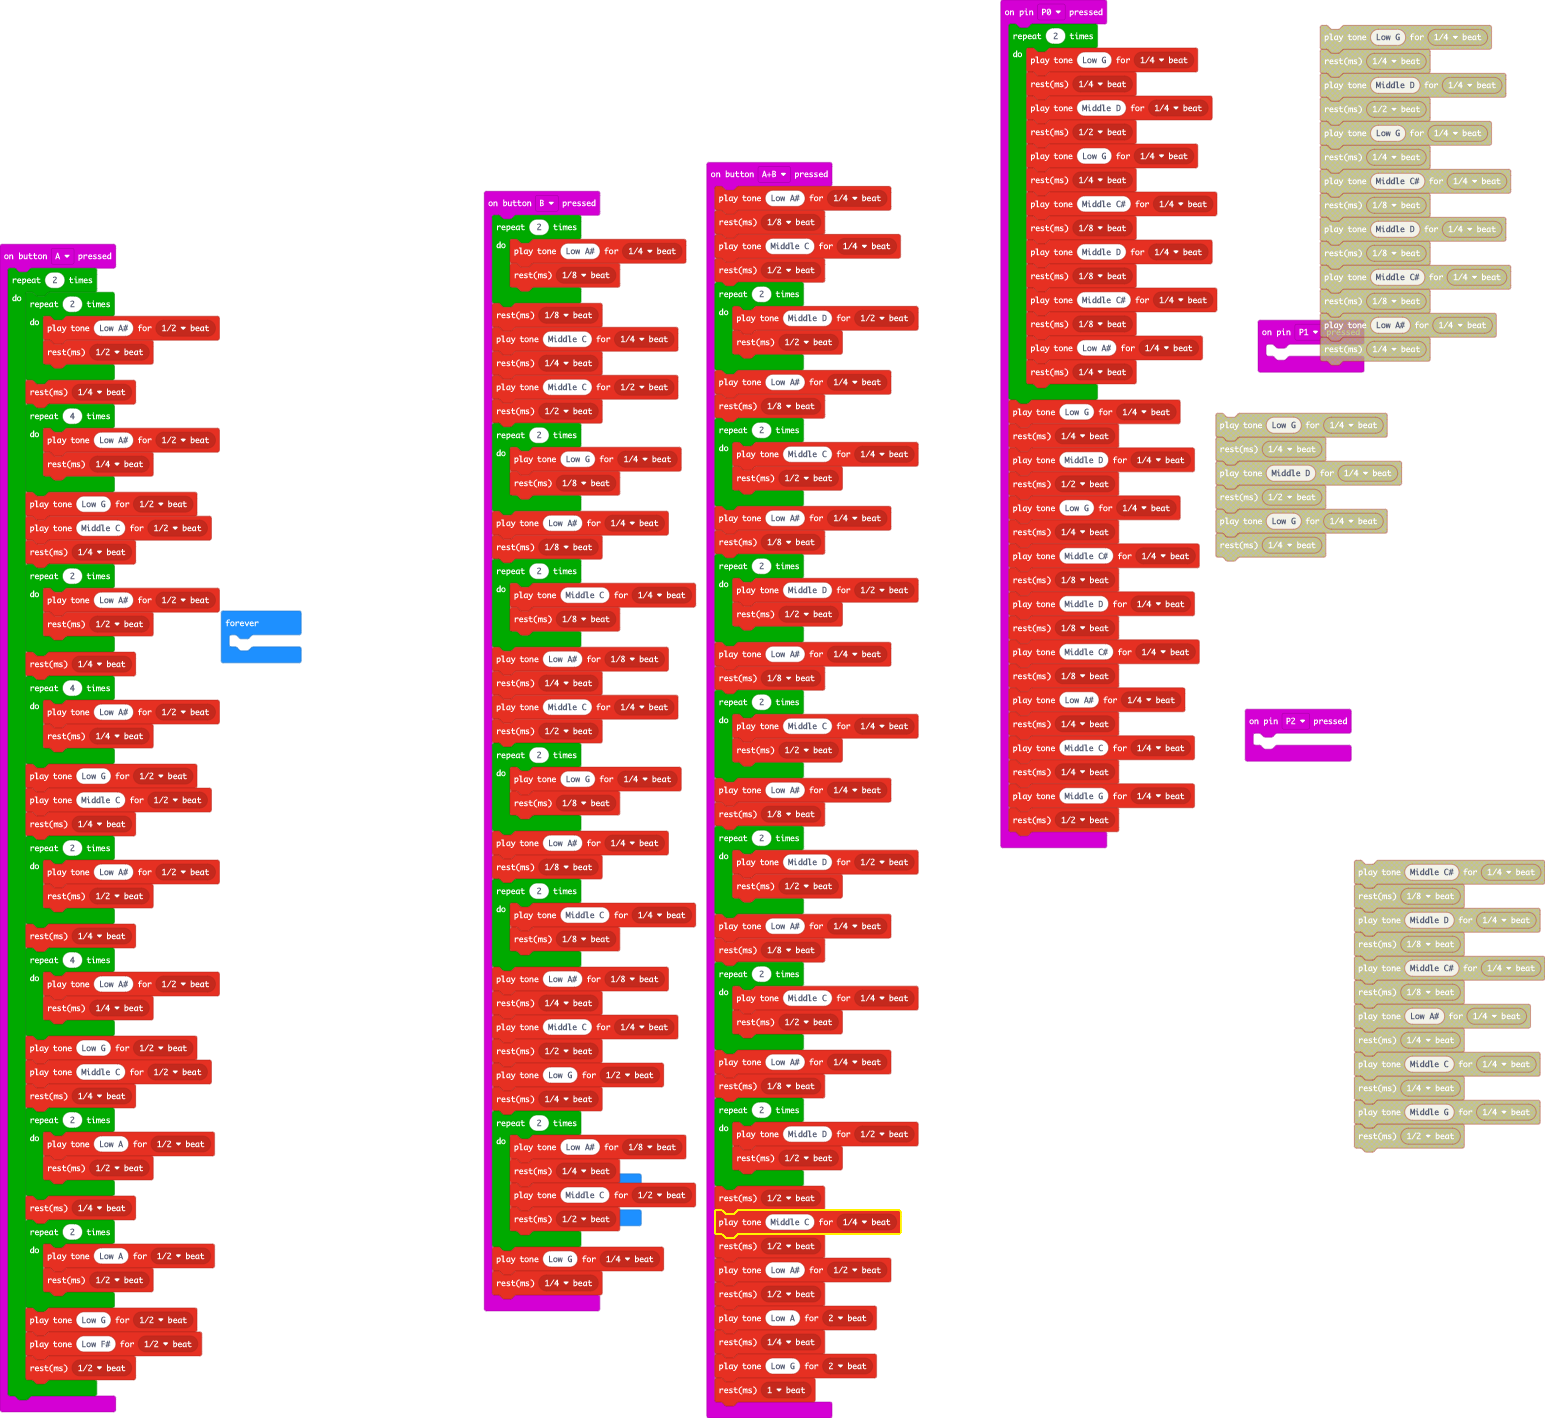 on button A pressed
repeat 2 times
do
repeat 2 times
do
play tone Low A# for 1/2 beat
rest(ms) 1/2 beat
rest(ms) 1/4 beat
repeat 4 times
do
play tone Low A# for 1/2 beat
rest(ms) 1/4 beat
play tone Low G for 1/2 beat
play tone Middle C for 1/2 beat
rest(ms) 1/4 beat
repeat 2 times
do
play tone Low A# for 1/2 beat
rest(ms) 1/2 beat
rest(ms) 1/4 beat
repeat 4 times
do
play tone Low A# for 1/2 beat
rest(ms) 1/4 beat
play tone Low G for 1/2 beat
play tone Middle C for 1/2 beat
rest(ms) 1/4 beat
repeat 2 times
do
play tone Low A# for 1/2 beat
rest(ms) 1/2 beat
rest(ms) 1/4 beat
repeat 4 times
do
play tone Low A# for 1/2 beat
rest(ms) 1/4 beat
play tone Low G for 1/2 beat
play tone Middle C for 1/2 beat
rest(ms) 1/4 beat
repeat 2 times
do
play tone Low A for 1/2 beat
rest(ms) 1/2 beat
rest(ms) 1/4 beat
repeat 2 times
do
play tone Low A for 1/2 beat
rest(ms) 1/2 beat
play tone Low G for 1/2 beat
play tone Low F# for 1/2 beat
rest(ms) 1/2 beat
forever
on button B pressed
repeat 2 times
do
play tone Low A# for 1/4 beat
rest(ms) 1/8 beat
rest(ms) 1/8 beat
play tone Middle C for 1/4 beat
rest(ms) 1/4 beat
play tone Middle C for 1/2 beat
rest(ms) 1/2 beat
repeat 2 times
do
play tone Low G for 1/4 beat
rest(ms) 1/8 beat
play tone Low A# for 1/4 beat
rest(ms) 1/8 beat
repeat 2 times
do
play tone Middle C for 1/4 beat
rest(ms) 1/8 beat
play tone Low A# for 1/8 beat
rest(ms) 1/4 beat
play tone Middle C for 1/4 beat
rest(ms) 1/2 beat
repeat 2 times
do
play tone Low G for 1/4 beat
rest(ms) 1/8 beat
play tone Low A# for 1/4 beat
rest(ms) 1/8 beat
repeat 2 times
do
play tone Middle C for 1/4 beat
rest(ms) 1/8 beat
play tone Low A# for 1/8 beat
rest(ms) 1/4 beat
play tone Middle C for 1/4 beat
rest(ms) 1/2 beat
play tone Low G for 1/2 beat
rest(ms) 1/4 beat
repeat 2 times
do
play tone Low A# for 1/8 beat
rest(ms) 1/4 beat
play tone Middle C for 1/2 beat
rest(ms) 1/2 beat
play tone Low G for 1/4 beat
rest(ms) 1/4 beat
on button A+B pressed
play tone Low A# for 1/4 beat
rest(ms) 1/8 beat
play tone Middle C for 1/4 beat
rest(ms) 1/2 beat
repeat 2 times
do
play tone Middle D for 1/2 beat
rest(ms) 1/2 beat
play tone Low A# for 1/4 beat
rest(ms) 1/8 beat
repeat 2 times
do
play tone Middle C for 1/4 beat
rest(ms) 1/2 beat
play tone Low A# for 1/4 beat
rest(ms) 1/8 beat
repeat 2 times
do
play tone Middle D for 1/2 beat
rest(ms) 1/2 beat
play tone Low A# for 1/4 beat
rest(ms) 1/8 beat
repeat 2 times
do
play tone Middle C for 1/4 beat
rest(ms) 1/2 beat
play tone Low A# for 1/4 beat
rest(ms) 1/8 beat
repeat 2 times
do
play tone Middle D for 1/2 beat
rest(ms) 1/2 beat
play tone Low A# for 1/4 beat
rest(ms) 1/8 beat
repeat 2 times
do
play tone Middle C for 1/4 beat
rest(ms) 1/2 beat
play tone Low A# for 1/4 beat
rest(ms) 1/8 beat
repeat 2 times
do
play tone Middle D for 1/2 beat
rest(ms) 1/2 beat
rest(ms) 1/2 beat
play tone Middle C for 1/4 beat
rest(ms) 1/2 beat
play tone Low A# for 1/2 beat
rest(ms) 1/2 beat
play tone Low A for 2 beat
rest(ms) 1/4 beat
play tone Low G for 2 beat
rest(ms) 1 beat
on pin P0 pressed
repeat 2 times
do
play tone Low G for 1/4 beat
rest(ms) 1/4 beat
play tone Middle D for 1/4 beat
rest(ms) 1/2 beat
play tone Low G for 1/4 beat
rest(ms) 1/4 beat
play tone Middle C# for 1/4 beat
rest(ms) 1/8 beat
play tone Middle D for 1/4 beat
rest(ms) 1/8 beat
play tone Middle C# for 1/4 beat
rest(ms) 1/8 beat
play tone Low A# for 1/4 beat
rest(ms) 1/4 beat
play tone Low G for 1/4 beat
rest(ms) 1/4 beat
play tone Middle D for 1/4 beat
rest(ms) 1/2 beat
play tone Low G for 1/4 beat
rest(ms) 1/4 beat
play tone Middle C# for 1/4 beat
rest(ms) 1/8 beat
play tone Middle D for 1/4 beat
rest(ms) 1/8 beat
play tone Middle C# for 1/4 beat
rest(ms) 1/8 beat
play tone Low A# for 1/4 beat
rest(ms) 1/4 beat
play tone Middle C for 1/4 beat
rest(ms) 1/4 beat
play tone Middle G for 1/4 beat
rest(ms) 1/2 beat
play tone Low G for 1/4 beat
rest(ms) 1/4 beat
play tone Middle D for 1/4 beat
rest(ms) 1/2 beat
play tone Low G for 1/4 beat
rest(ms) 1/4 beat
play tone Middle C# for 1/4 beat
rest(ms) 1/8 beat
play tone Middle D for 1/4 beat
rest(ms) 1/8 beat
play tone Middle C# for 1/4 beat
rest(ms) 1/8 beat
play tone Low A# for 1/4 beat
rest(ms) 1/4 beat
on pin P1 pressed
play tone Low G for 1/4 beat
rest(ms) 1/4 beat
play tone Middle D for 1/4 beat
rest(ms) 1/2 beat
play tone Low G for 1/4 beat
rest(ms) 1/4 beat
on pin P2 pressed
play tone Middle C# for 1/4 beat
rest(ms) 1/8 beat
play tone Middle D for 1/4 beat
rest(ms) 1/8 beat
play tone Middle C# for 1/4 beat
rest(ms) 1/8 beat
play tone Low A# for 1/4 beat
rest(ms) 1/4 beat
play tone Middle C for 1/4 beat
rest(ms) 1/4 beat
play tone Middle G for 1/4 beat
rest(ms) 1/2 beat